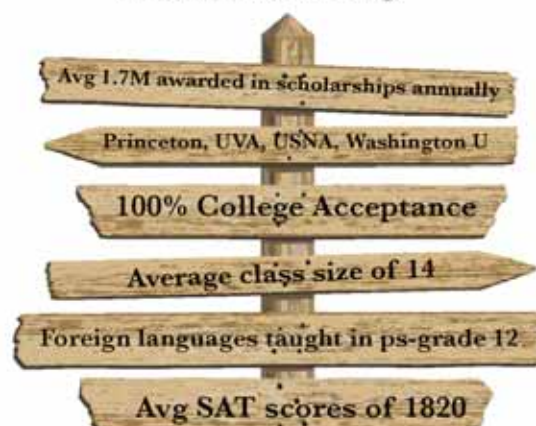 Avg 1.7M awarded in scholarships annually
Princeton, UVA, USNA, Washington U
100% College Acceptance
Average class size of 14
Foreign languages taught in ps-grade 12
Avg SAT scores of 1820